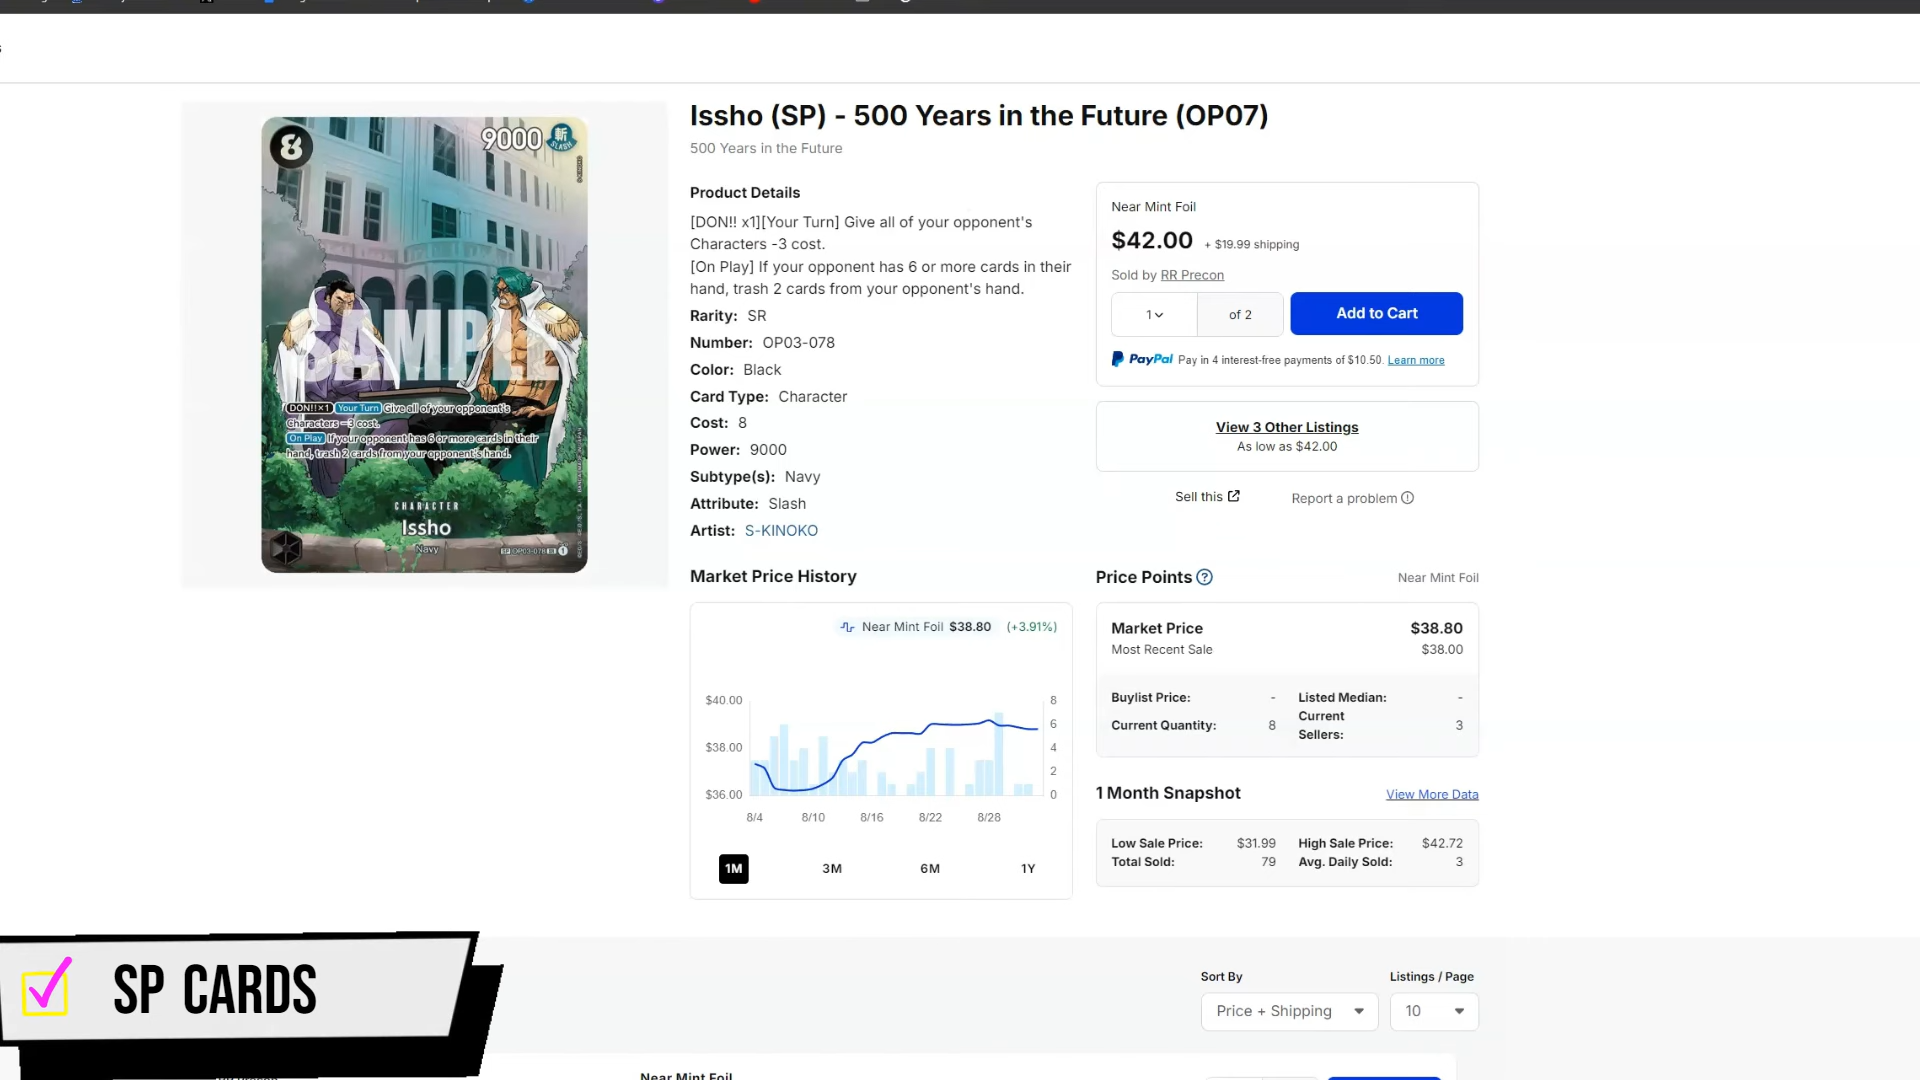 Issho (SP) - 500 Years in the Future (OP07)
500 Years in the Future
8
9000
斬
SLASH
SAMPLE
DON!!×1 Your Turn Give all of your opponent's
Characters −3 cost.
On Play If your opponent has 6 or more cards in their
hand, trash 2 cards from your opponent's hand.
CHARACTER
Issho
Navy
SP OP03-078 SR 1
Product Details
[DON!! x1][Your Turn] Give all of your opponent's
Characters -3 cost.
[On Play] If your opponent has 6 or more cards in their
hand, trash 2 cards from your opponent's hand.
Rarity: SR
Number: OP03-078
Color: Black
Card Type: Character
Cost: 8
Power: 9000
Subtype(s): Navy
Attribute: Slash
Artist: S-KINOKO
Near Mint Foil
$42.00 + $19.99 shipping
Sold by RR Precon
1 of 2 Add to Cart
PayPal Pay in 4 interest-free payments of $10.50. Learn more
View 3 Other Listings
As low as $42.00
Sell this Report a problem
Market Price History
Near Mint Foil $38.80 (+3.91%)
$40.00 8
6
$38.00 4
2
$36.00 0
8/4 8/10 8/16 8/22 8/28
1M 3M 6M 1Y
Price Points ? Near Mint Foil
Market Price $38.80
Most Recent Sale $38.00
Buylist Price: - Listed Median: -
Current Quantity: 8 Current Sellers: 3
1 Month Snapshot View More Data
Low Sale Price: $31.99 High Sale Price: $42.72
Total Sold: 79 Avg. Daily Sold: 3
SP CARDS
Sort By Listings / Page
Price + Shipping 10
Near Mint Foil